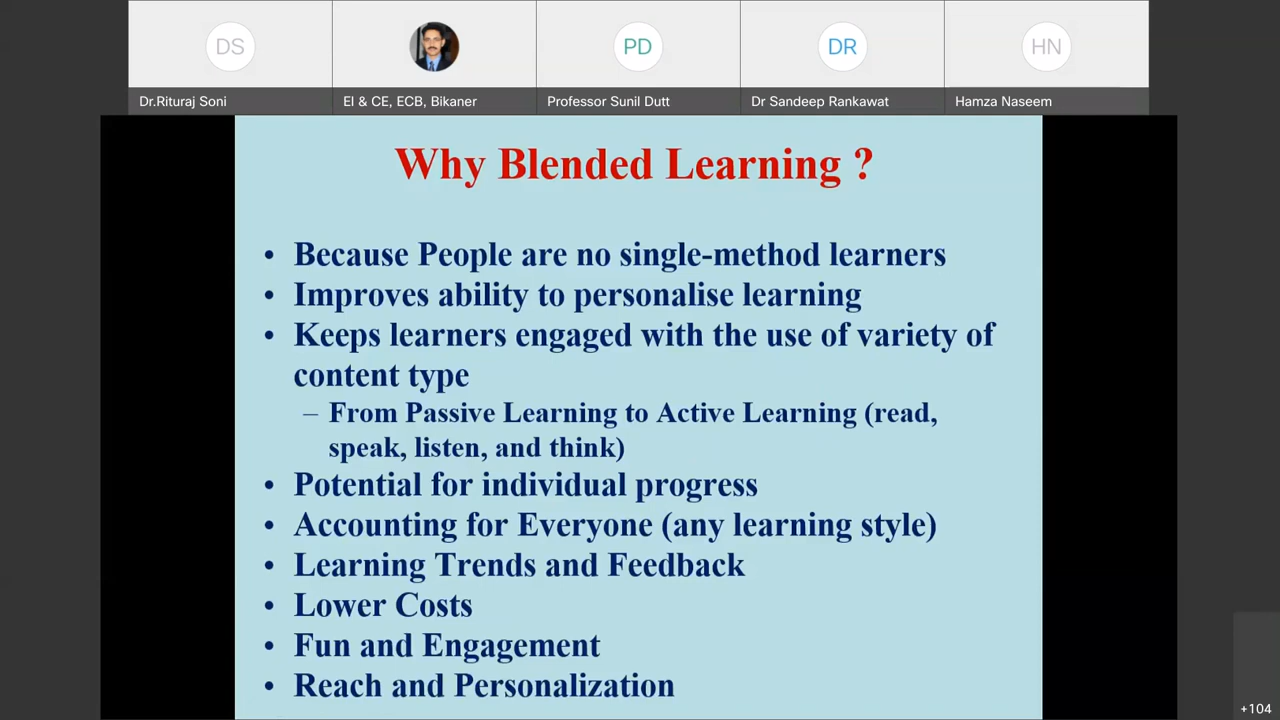 DS
PD
DR
HN
Dr.Rituraj Soni
EI & CE, ECB, Bikaner
Professor Sunil Dutt
Dr Sandeep Rankawat
Hamza Naseem
Why Blended Learning ?
• Because People are no single-method learners
• Improves ability to personalise learning
• Keeps learners engaged with the use of variety of
content type
– From Passive Learning to Active Learning (read,
speak, listen, and think)
• Potential for individual progress
• Accounting for Everyone (any learning style)
• Learning Trends and Feedback
• Lower Costs
• Fun and Engagement
• Reach and Personalization
+104